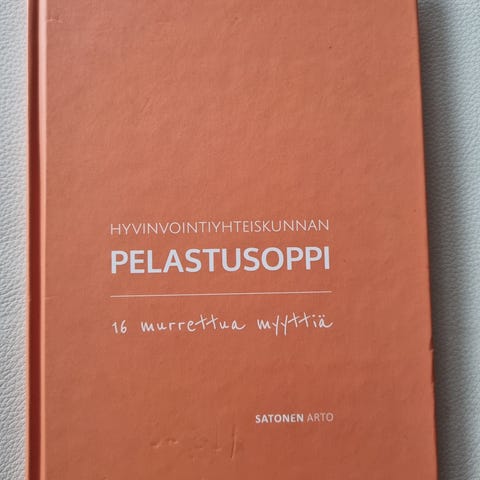 HYVINVOINTIYHTEISKUNNAN
PELASTUSOPPI
16 murrettua myyttiä
SATONEN ARTO